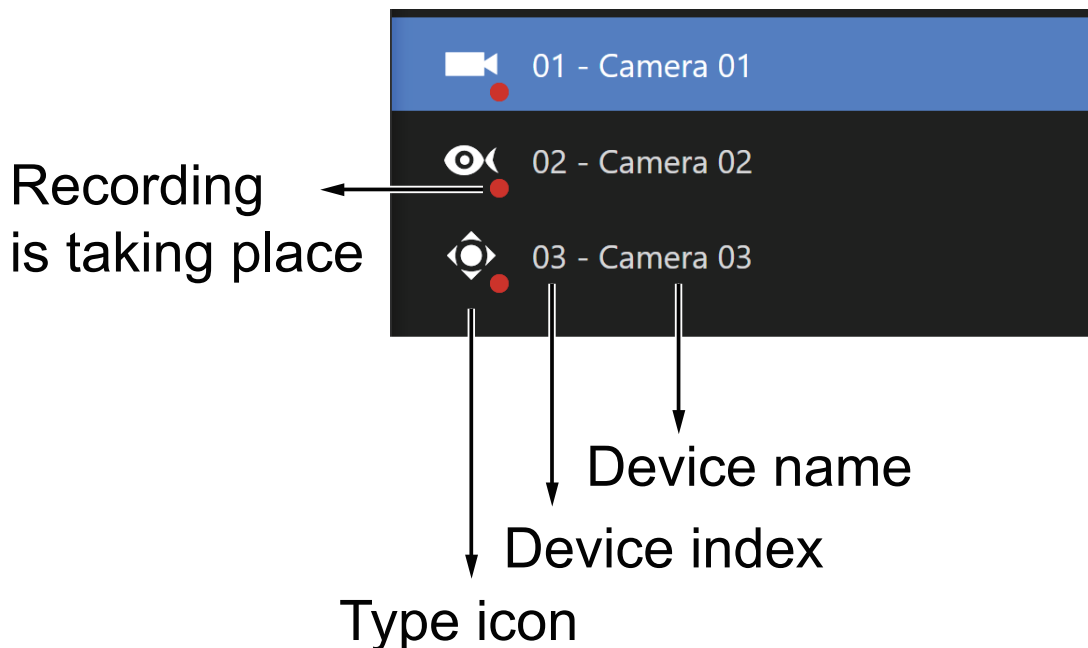 01 - Camera 01
02 - Camera 02
Recording
is taking place
03 - Camera 03
Device name
Device index
Type icon